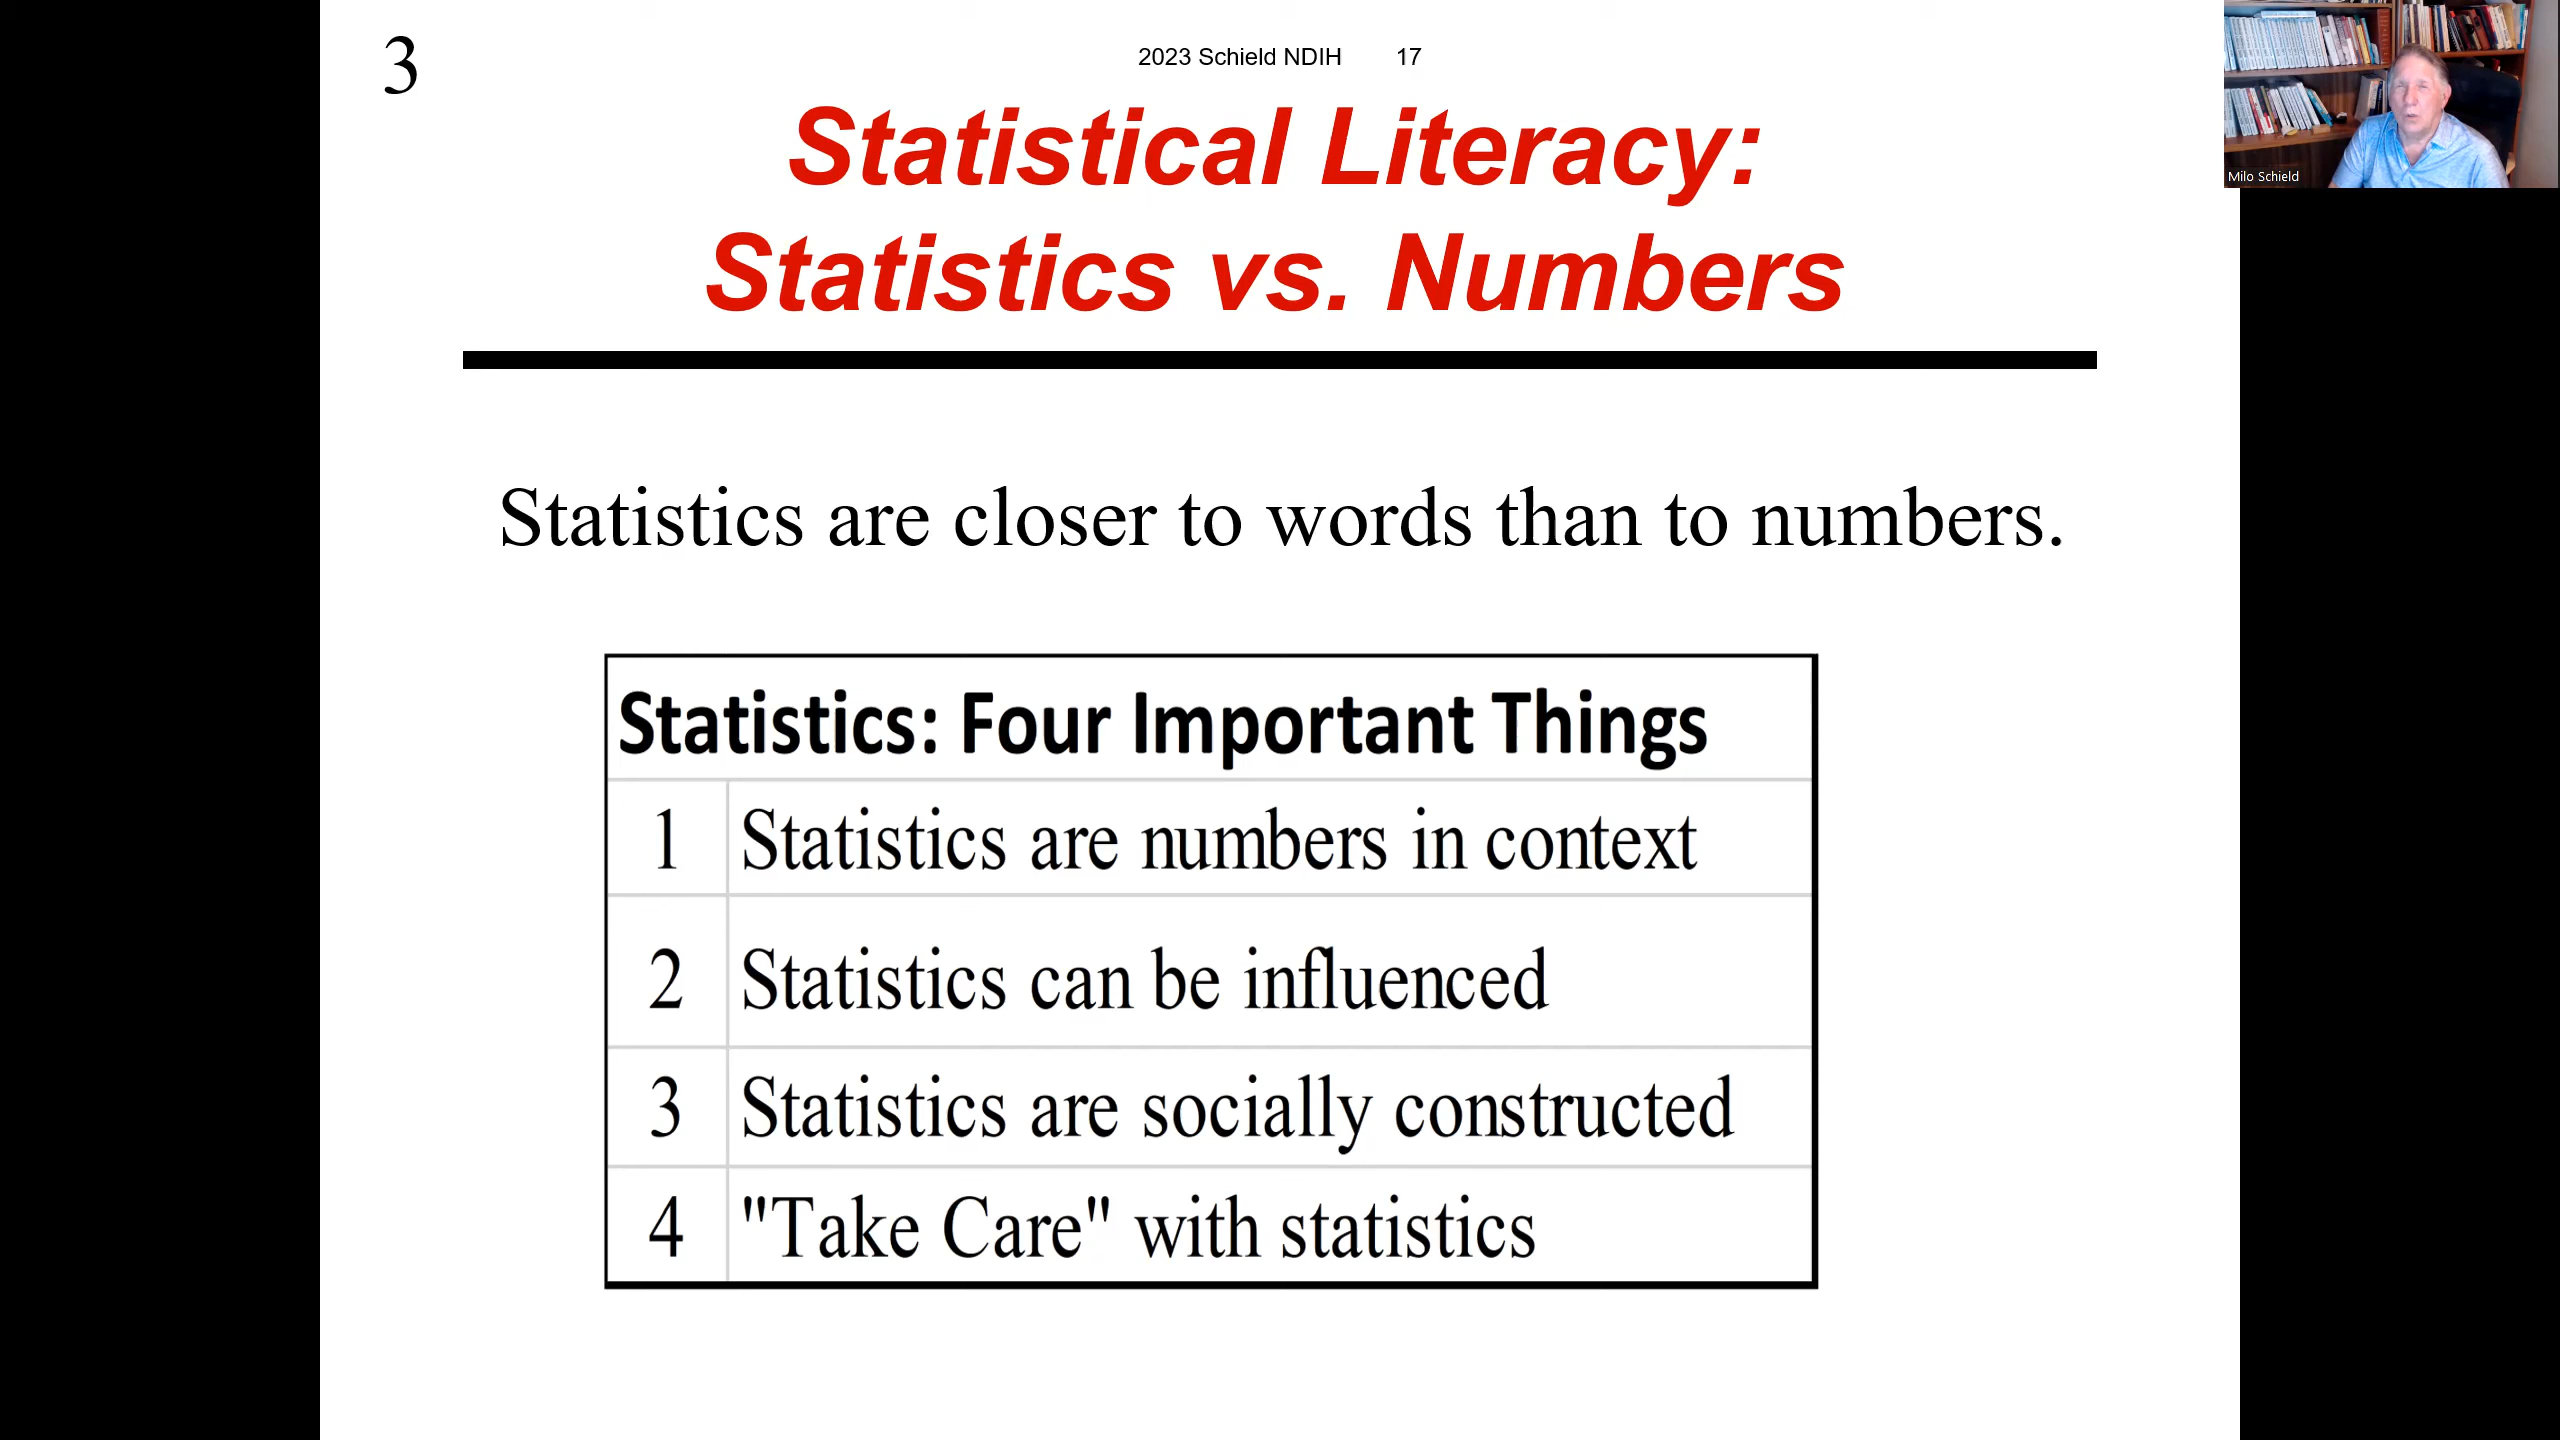 3
2023 Schield NDIH 17
Statistical Literacy:
Statistics vs. Numbers
Statistics are closer to words than to numbers.
Statistics: Four Important Things
1 Statistics are numbers in context
2 Statistics can be influenced
3 Statistics are socially constructed
4 "Take Care" with statistics
Milo Schield